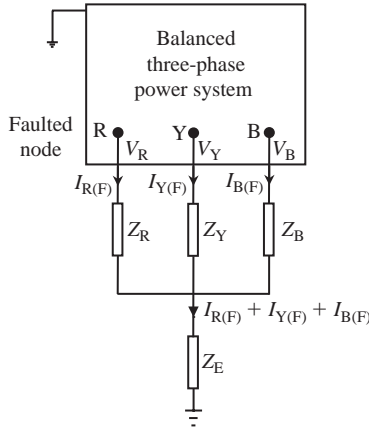 Balanced
three-phase
power system
Faulted
node
R Y B
V_R V_Y V_B
I_R(F) I_Y(F) I_B(F)
Z_R Z_Y Z_B
I_R(F) + I_Y(F) + I_B(F)
Z_E